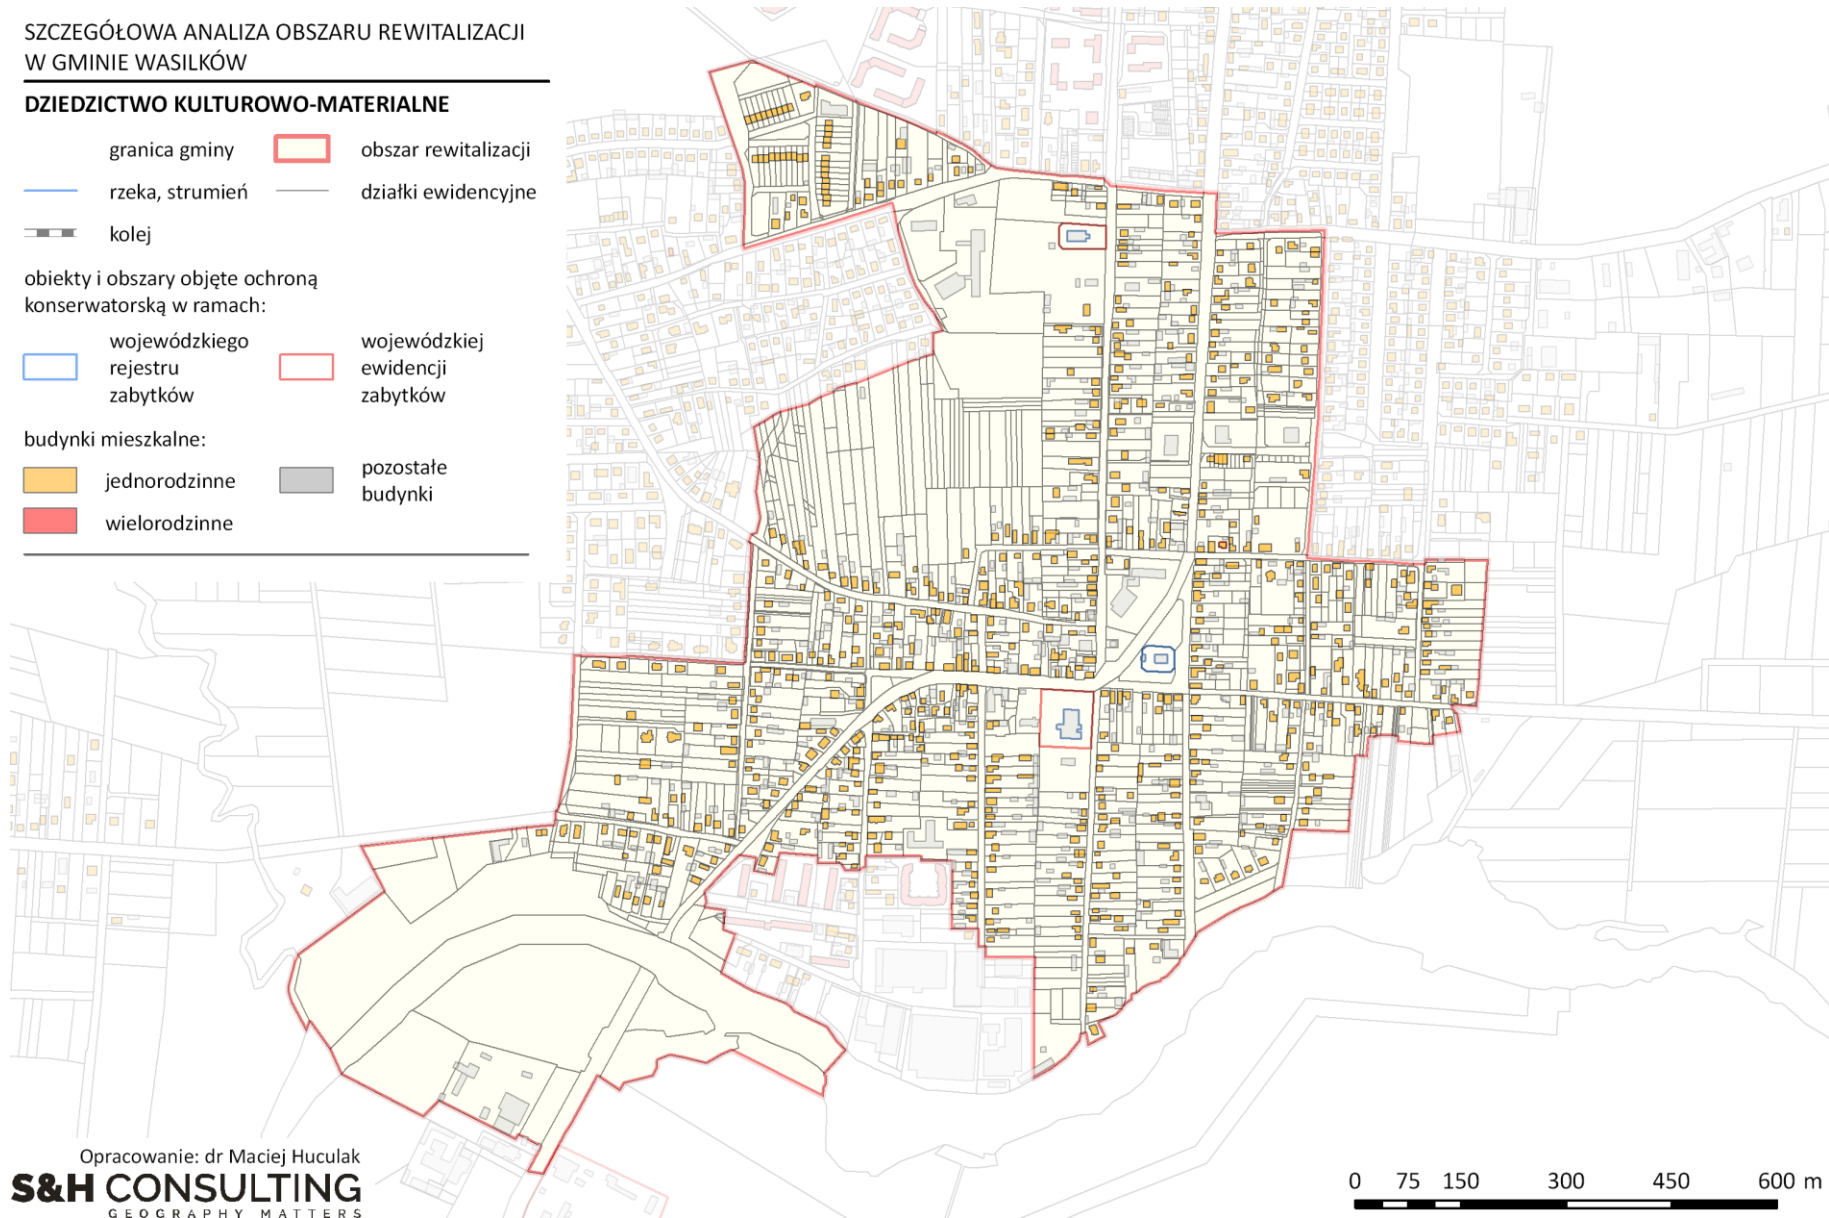 SZCZEGÓŁOWA ANALIZA OBSZARU REWITALIZACJI
W GMINIE WASILKÓW
DZIEDZICTWO KULTUROWO-MATERIALNE
granica gminy
obszar rewitalizacji
rzeka, strumień
działki ewidencyjne
kolej
obiekty i obszary objęte ochroną
konserwatorską w ramach:
wojewódzkiego
rejestru
zabytków
wojewódzkiej
ewidencji
zabytków
budynki mieszkalne:
jednorodzinne
pozostałe
budynki
wielorodzinne
Opracowanie: dr Maciej Huculak
S&H CONSULTING
GEOGRAPHY MATTERS
0 75 150 300 450 600 m